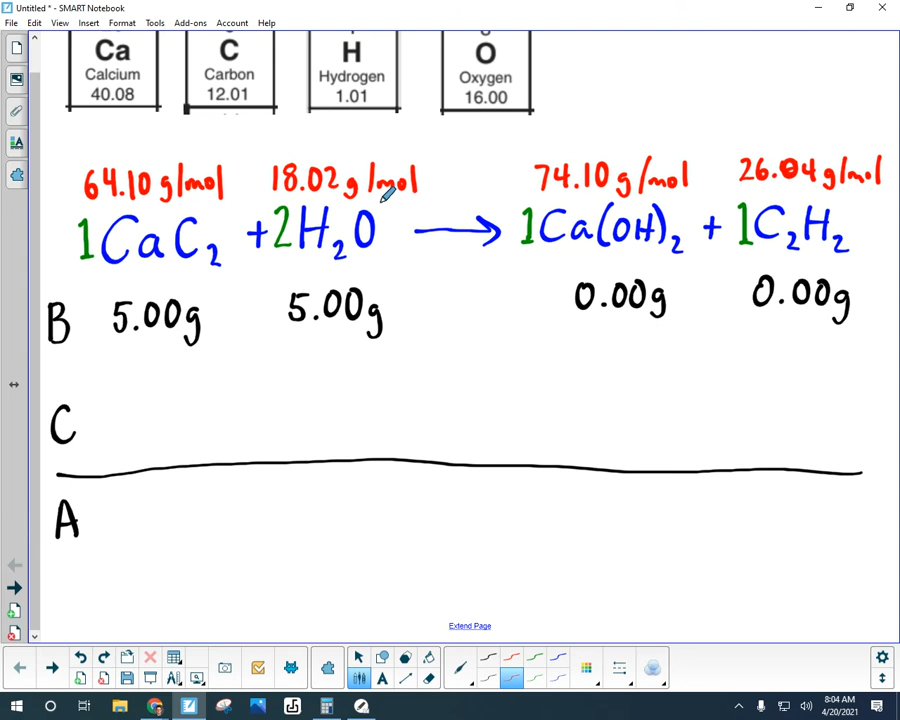 Untitled * - SMART Notebook
File Edit View Insert Format Tools Add-ons Account Help
Ca C H O
Calcium Carbon Hydrogen Oxygen
40.08 12.01 1.01 16.00
64.10 g/mol 18.02 g/mol 74.10 g/mol 26.04 g/mol
1CaC₂ + 2H₂O → 1Ca(OH)₂ + 1C₂H₂
B 5.00g 5.00g 0.00g 0.00g
C
A
Extend Page
8:04 AM
4/20/2021